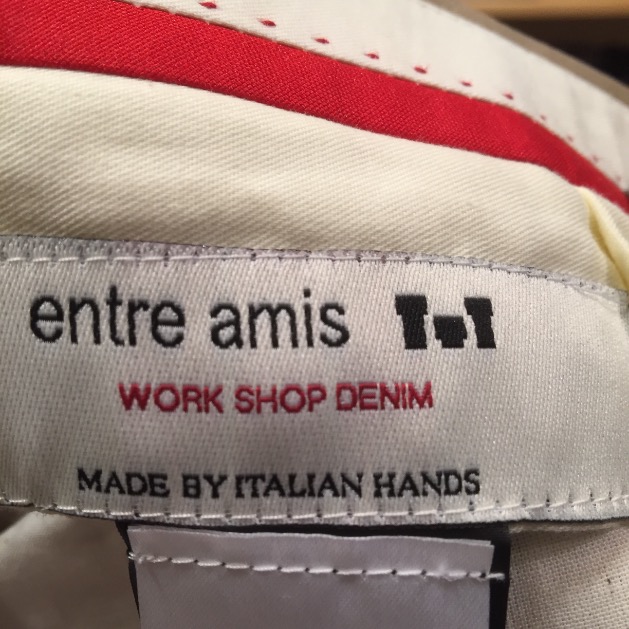 entre amis
WORK SHOP DENIM
MADE BY ITALIAN HANDS